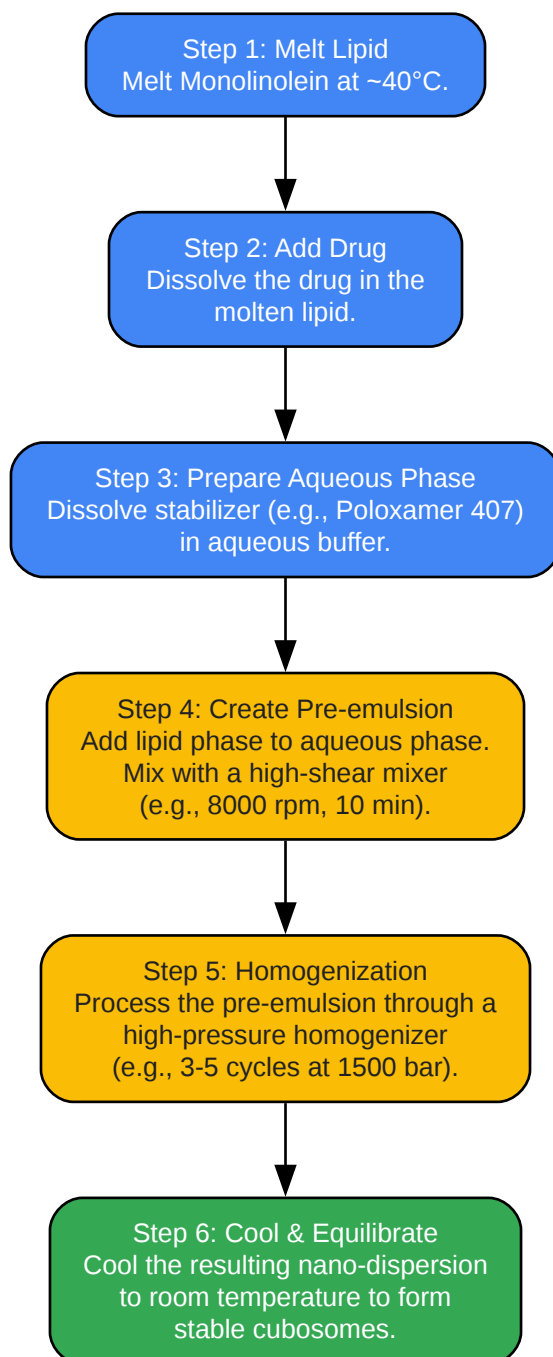 Step 1: Melt Lipid
Melt Monolinolein at ~40°C.
Step 2: Add Drug
Dissolve the drug in the
molten lipid.
Step 3: Prepare Aqueous Phase
Dissolve stabilizer (e.g., Poloxamer 407)
in aqueous buffer.
Step 4: Create Pre-emulsion
Add lipid phase to aqueous phase.
Mix with a high-shear mixer
(e.g., 8000 rpm, 10 min).
Step 5: Homogenization
Process the pre-emulsion through a
high-pressure homogenizer
(e.g., 3-5 cycles at 1500 bar).
Step 6: Cool & Equilibrate
Cool the resulting nano-dispersion
to room temperature to form
stable cubosomes.